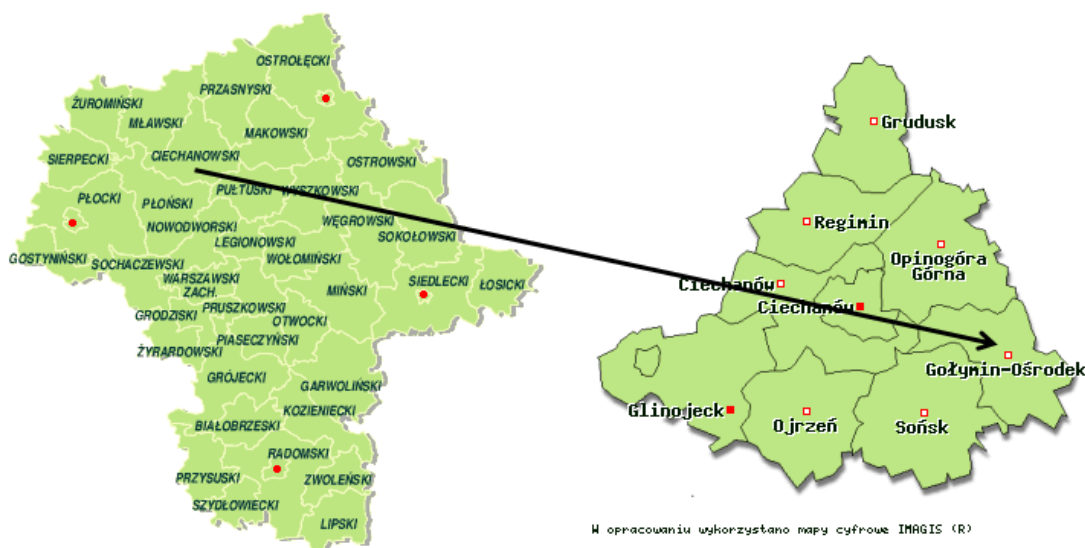 OSTROŁĘCKI
PRZASNYSKI
ŻUROMIŃSKI
MŁAWSKI
MAKOWSKI
CIECHANOWSKI
SIERPECKI
OSTROWSKI
PUŁTUSKI
WYSZKOWSKI
PŁOCKI
PŁOŃSKI
WĘGROWSKI
NOWODWORSKI
SOKOŁOWSKI
LEGIONOWSKI
GOSTYNIŃSKI
SOCHACZEWSKI
WOŁOMIŃSKI
WARSZAWSKI
ZACH.
MIŃSKI
SIEDLECKI
ŁOSICKI
PRUSZKOWSKI
GRODZISKI
OTWOCKI
PIASECZYŃSKI
ŻYRARDOWSKI
GRÓJECKI
GARWOLIŃSKI
KOZIENIECKI
BIAŁOBRZESKI
RADOMSKI
PRZYSUSKI
ZWOLEŃSKI
SZYDŁOWIECKI
LIPSKI
Grudusk
Regimin
Opinogóra
Górna
Ciechanów
Ciechanów
Gołymin-Ośrodek
Glinojeck
Ojrzeń
Sońsk
W opracowaniu wykorzystano mapy cyfrowe IMAGIS (R)